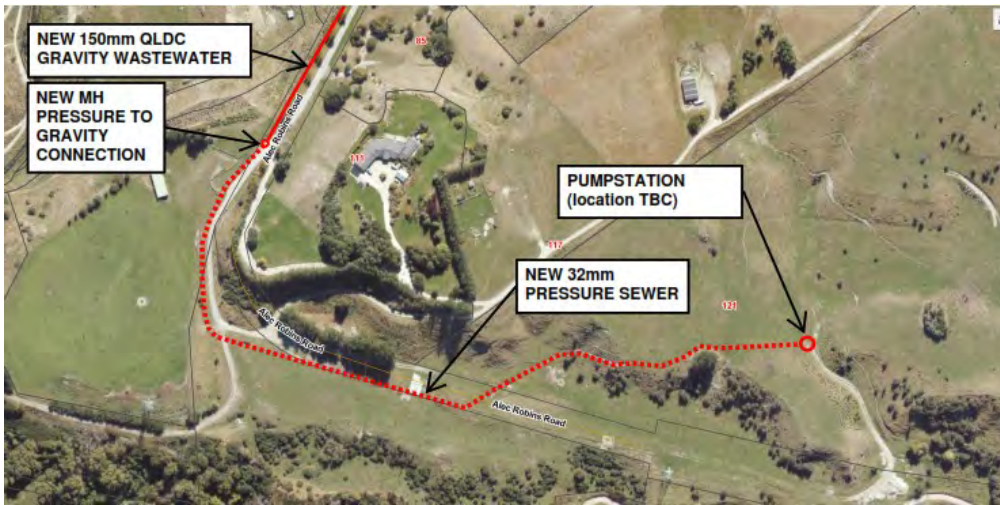 NEW 150mm QLDC
GRAVITY WASTEWATER
NEW MH
PRESSURE TO
GRAVITY
CONNECTION
85
Alec Robins Road
111
PUMPSTATION
(location TBC)
117
NEW 32mm
PRESSURE SEWER
121
Alec Robins Road
Alec Robins Road